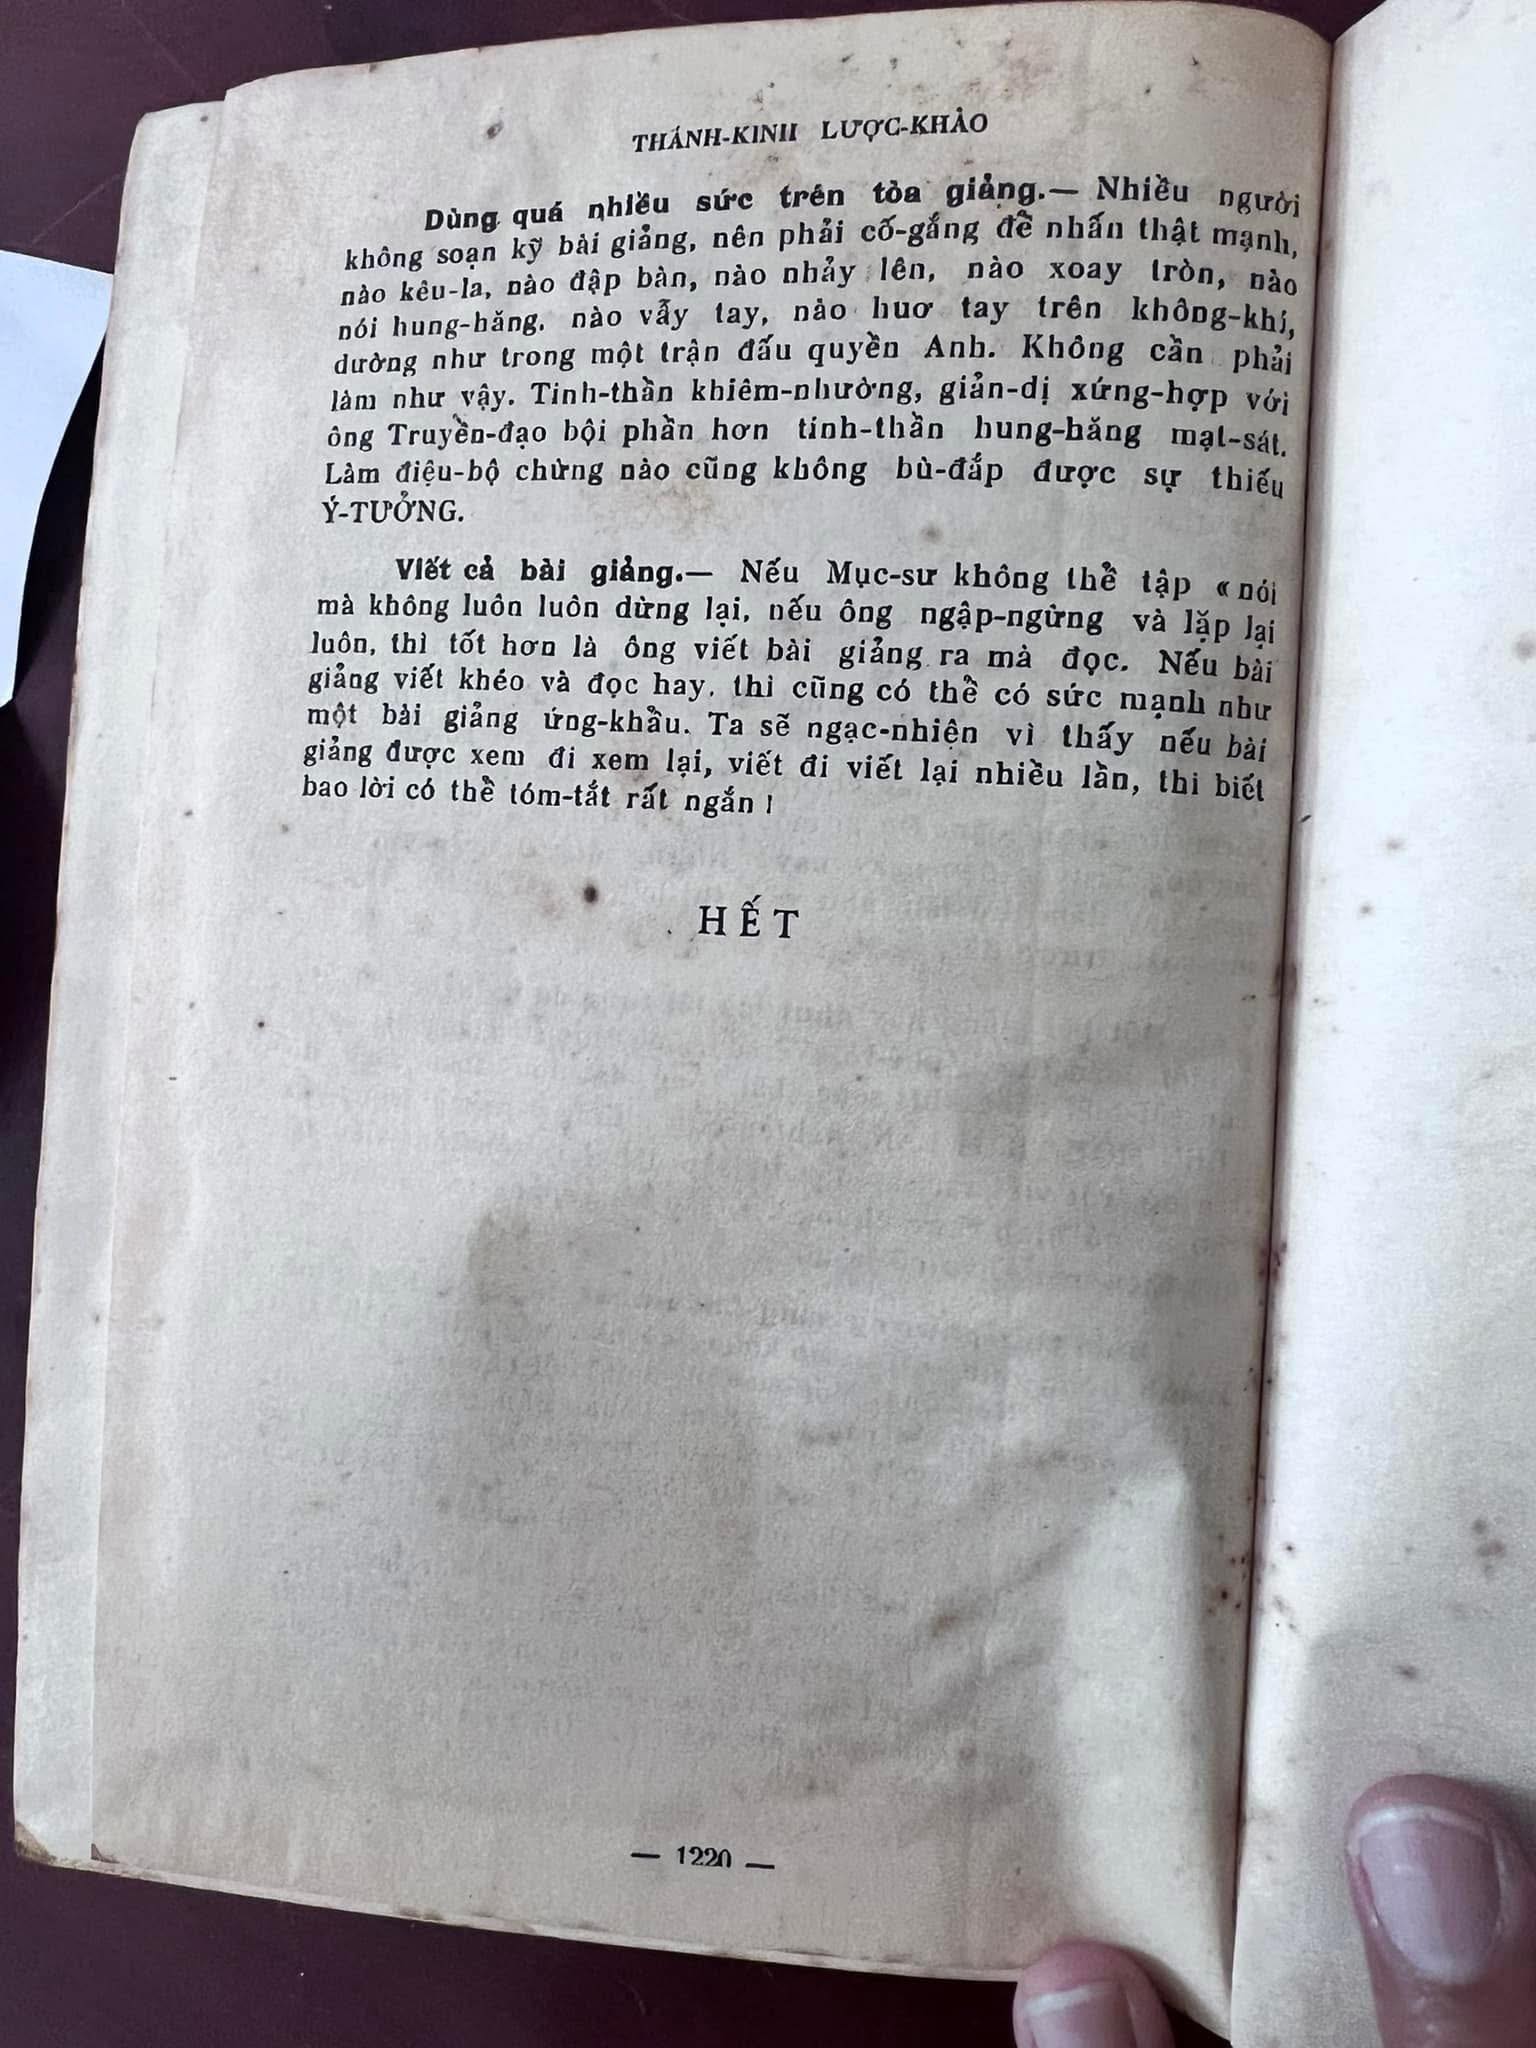 THÁNH-KINH LƯỢC-KHẢO
Dùng quá nhiều sức trên tòa giảng.— Nhiều người
không soạn kỹ bài giảng, nên phải cố-gắng để nhấn thật mạnh,
nào kêu-la, nào đập bàn, nào nhảy lên, nào xoay tròn, nào
nói hung-hăng, nào vẫy tay, nào huơ tay trên không-khí,
dường như trong một trận đấu quyền Anh. Không cần phải
làm như vậy. Tinh-thần khiêm-nhường, giản-dị xứng-hợp với
ông Truyền-đạo bội phần hơn tinh-thần hung-hăng mạt-sát.
Làm điệu-bộ chừng nào cũng không bù-đắp được sự thiếu
Ý-TƯỞNG.
Viết cả bài giảng.— Nếu Mục-sư không thể tập « nói
mà không luôn luôn dừng lại, nếu ông ngập-ngừng và lặp lại
luôn, thì tốt hơn là ông viết bài giảng ra mà đọc. Nếu bài
giảng viết khéo và đọc hay, thì cũng có thể có sức mạnh như
một bài giảng ứng-khẩu. Ta sẽ ngạc-nhiên vì thấy nếu bài
giảng được xem đi xem lại, viết đi viết lại nhiều lần, thì biết
bao lời có thể tóm-tắt rất ngắn !
HẾT
— 1220 —